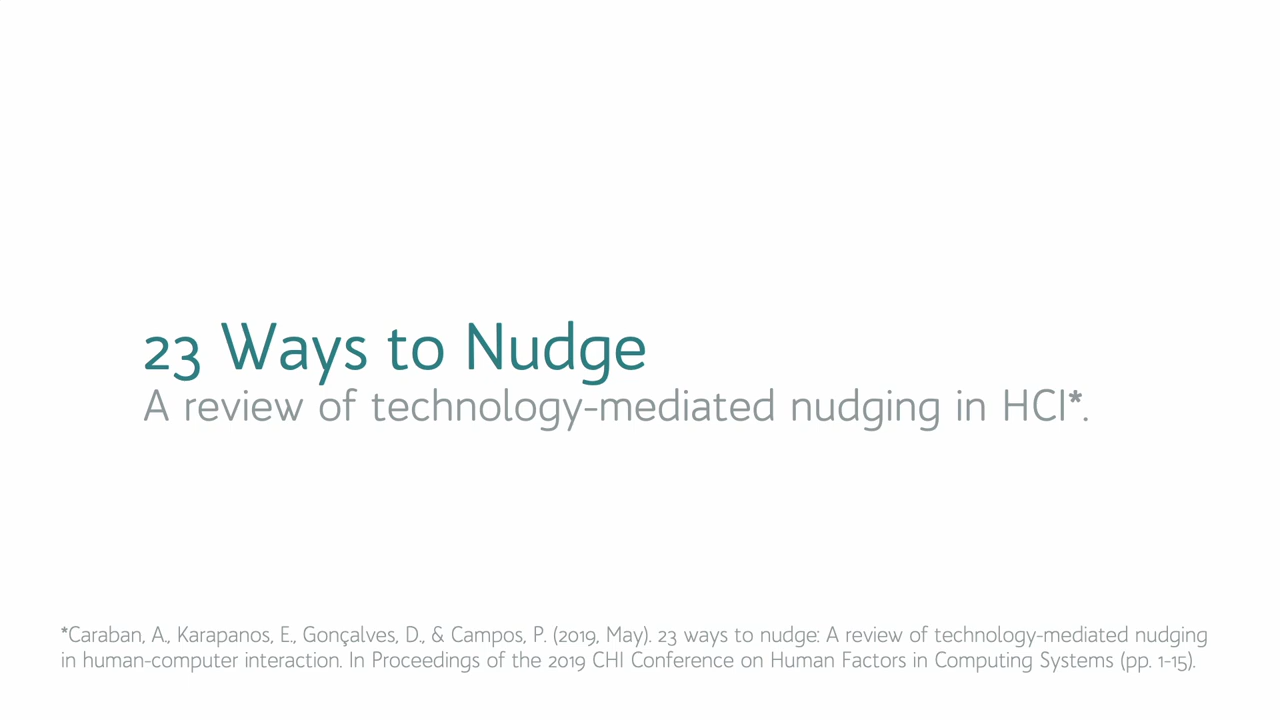 23 Ways to Nudge
A review of technology-mediated nudging in HCI*.
*Caraban, A., Karapanos, E., Gonçalves, D., & Campos, P. (2019, May). 23 ways to nudge: A review of technology-mediated nudging
in human-computer interaction. In Proceedings of the 2019 CHI Conference on Human Factors in Computing Systems (pp. 1-15).